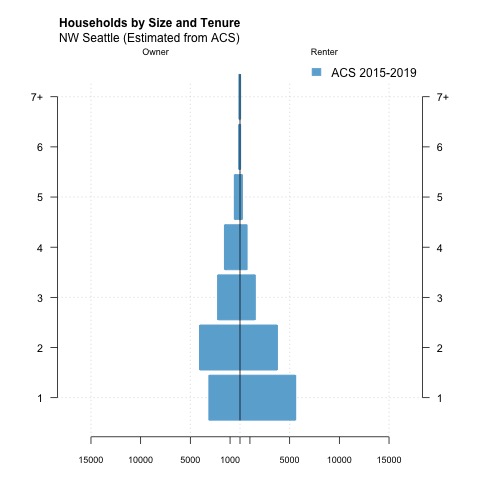 Households by Size and Tenure
NW Seattle (Estimated from ACS)
Owner Renter
ACS 2015-2019
7+ 7+
6 6
5 5
4 4
3 3
2 2
1 1
15000 10000 5000 1000 5000 10000 15000